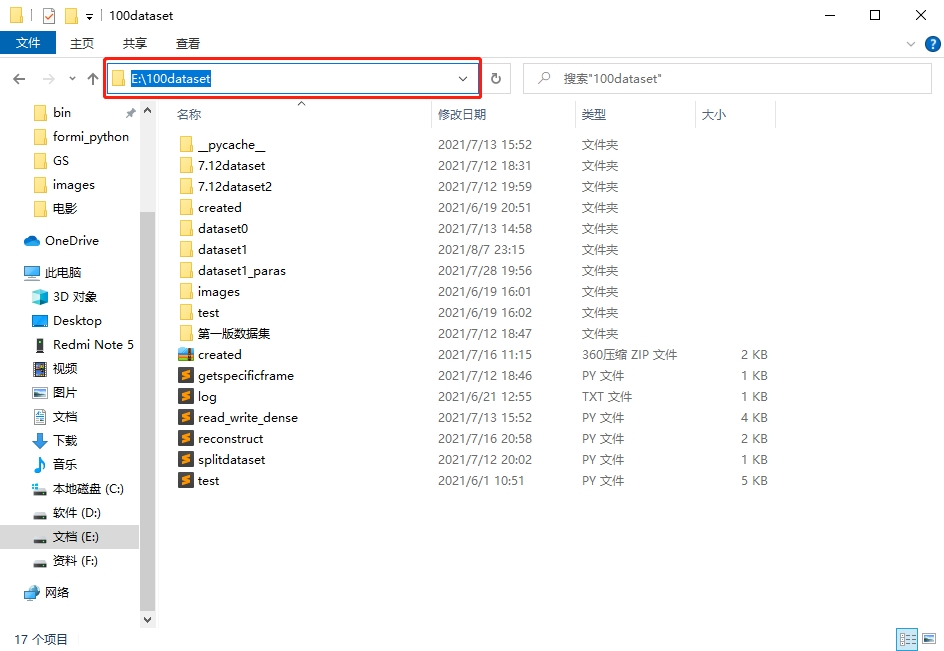 100dataset
文件 主页 共享 查看
E:\100dataset 搜索"100dataset"
bin
formi_python
GS
images
电影
OneDrive
此电脑
3D 对象
Desktop
Redmi Note 5
视频
图片
文档
下载
音乐
本地磁盘 (C:)
软件 (D:)
文档 (E:)
资料 (F:)
网络
名称 修改日期 类型 大小
__pycache__ 2021/7/13 15:52 文件夹
7.12dataset 2021/7/12 18:31 文件夹
7.12dataset2 2021/7/12 19:59 文件夹
created 2021/6/19 20:51 文件夹
dataset0 2021/7/13 14:58 文件夹
dataset1 2021/8/7 23:15 文件夹
dataset1_paras 2021/7/28 19:56 文件夹
images 2021/6/19 16:01 文件夹
test 2021/6/19 16:02 文件夹
第一版数据集 2021/7/12 18:47 文件夹
created 2021/7/16 11:15 360压缩 ZIP 文件 2 KB
getspecificframe 2021/7/12 18:46 PY 文件 1 KB
log 2021/6/21 12:55 TXT 文件 1 KB
read_write_dense 2021/7/13 15:52 PY 文件 4 KB
reconstruct 2021/7/16 20:58 PY 文件 2 KB
splitdataset 2021/7/12 20:02 PY 文件 1 KB
test 2021/6/1 10:51 PY 文件 5 KB
17 个项目